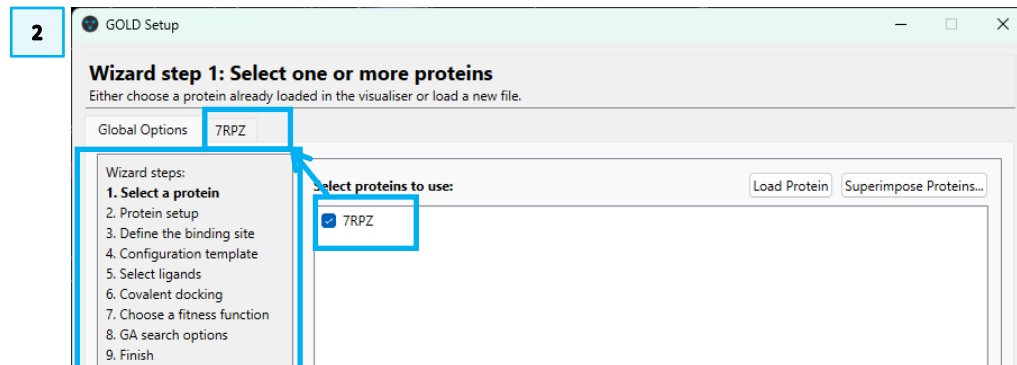 2
GOLD Setup
Wizard step 1: Select one or more proteins
Either choose a protein already loaded in the visualiser or load a new file.
Global Options
7RPZ
Wizard steps:
1. Select a protein
2. Protein setup
3. Define the binding site
4. Configuration template
5. Select ligands
6. Covalent docking
7. Choose a fitness function
8. GA search options
9. Finish
Select proteins to use:
Load Protein
Superimpose Proteins...
7RPZ